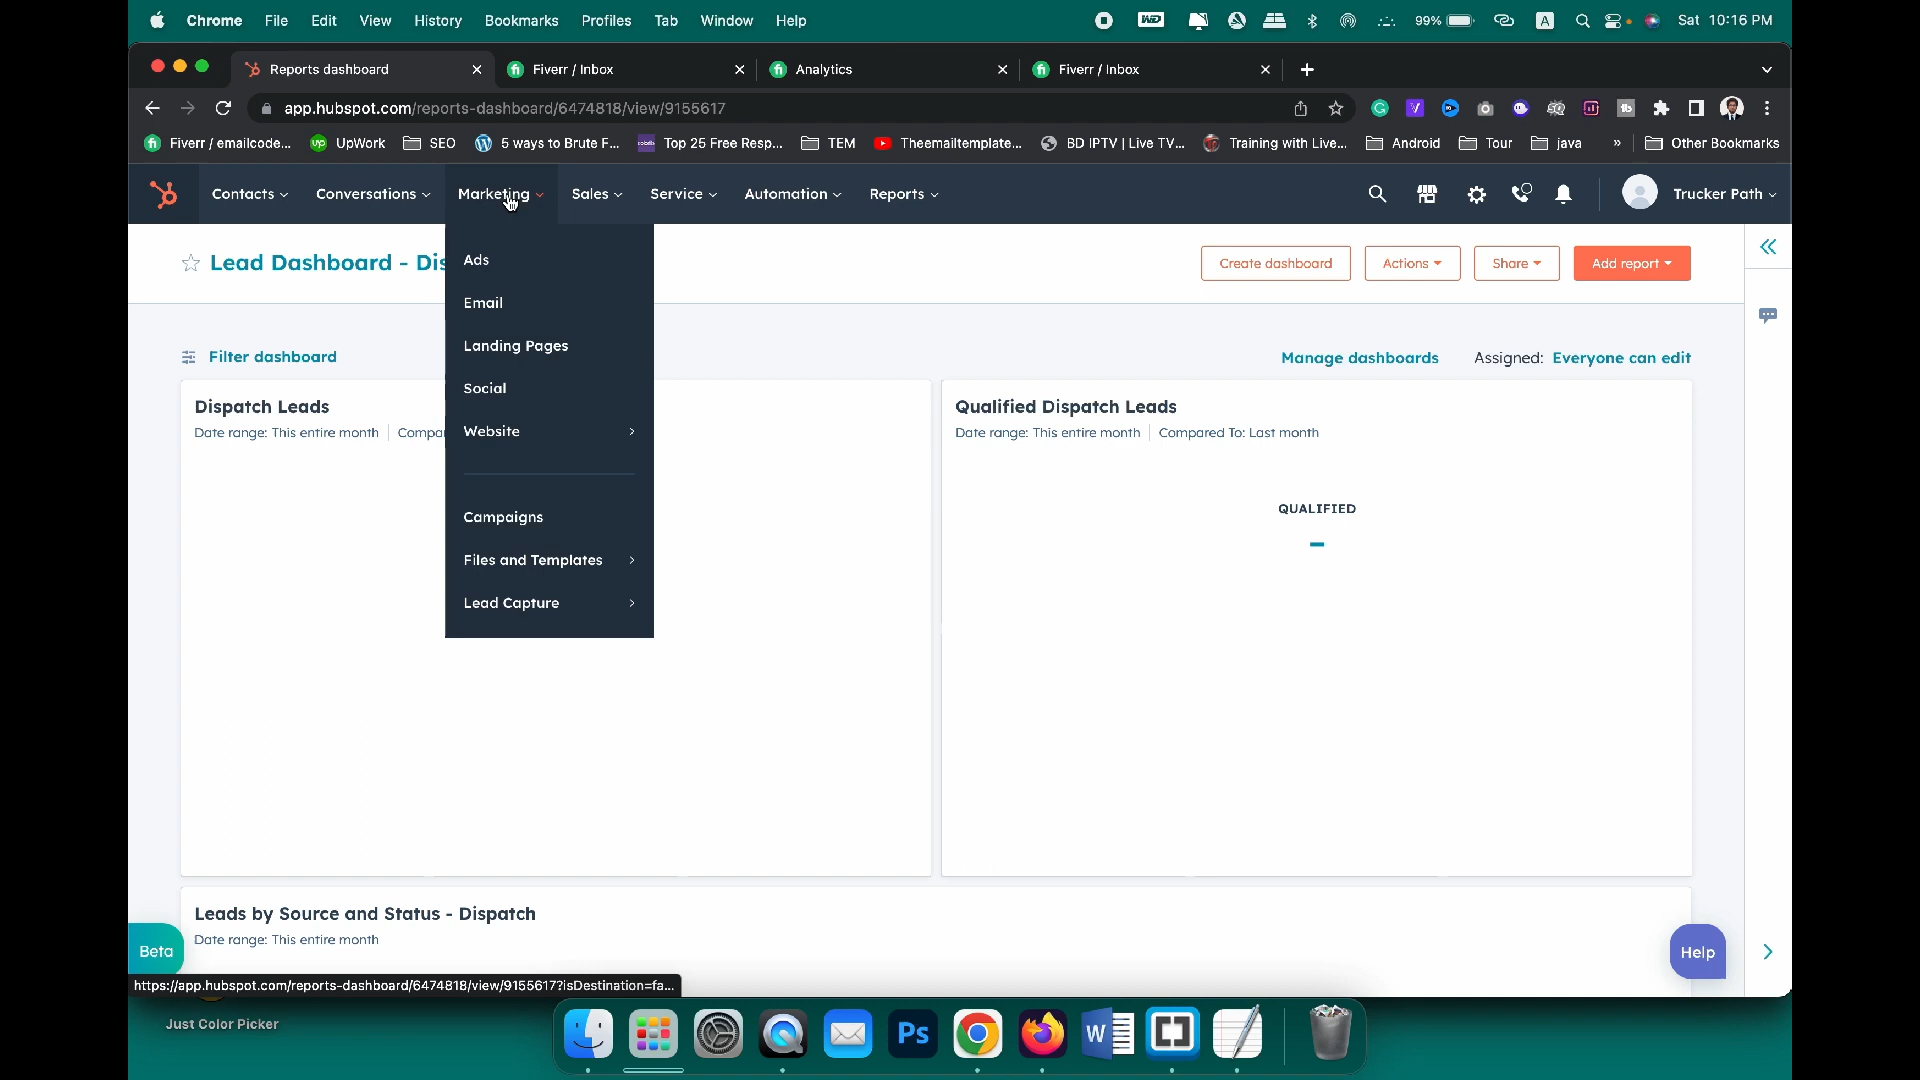 Chrome File Edit View History Bookmarks Profiles Tab Window Help 99% A Sat 10:16 PM
Reports dashboard Fiverr / Inbox Analytics Fiverr / Inbox
app.hubspot.com/reports-dashboard/6474818/view/9155617
Fiverr / emailcode... UpWork SEO 5 ways to Brute F... Top 25 Free Resp... TEM Theemailtemplate... BD IPTV | Live TV... Training with Live... Android Tour java » Other Bookmarks
Contacts Conversations Marketing Sales Service Automation Reports Trucker Path
Lead Dashboard - Dis
Create dashboard Actions Share Add report
Ads
Email
Landing Pages
Social
Website
Campaigns
Files and Templates
Lead Capture
Filter dashboard Manage dashboards Assigned: Everyone can edit
Dispatch Leads
Date range: This entire month Compar
Qualified Dispatch Leads
Date range: This entire month Compared To: Last month
QUALIFIED
Leads by Source and Status - Dispatch
Date range: This entire month
Beta
Help
https://app.hubspot.com/reports-dashboard/6474818/view/9155617?isDestination=fa...
Just Color Picker
Ps
W